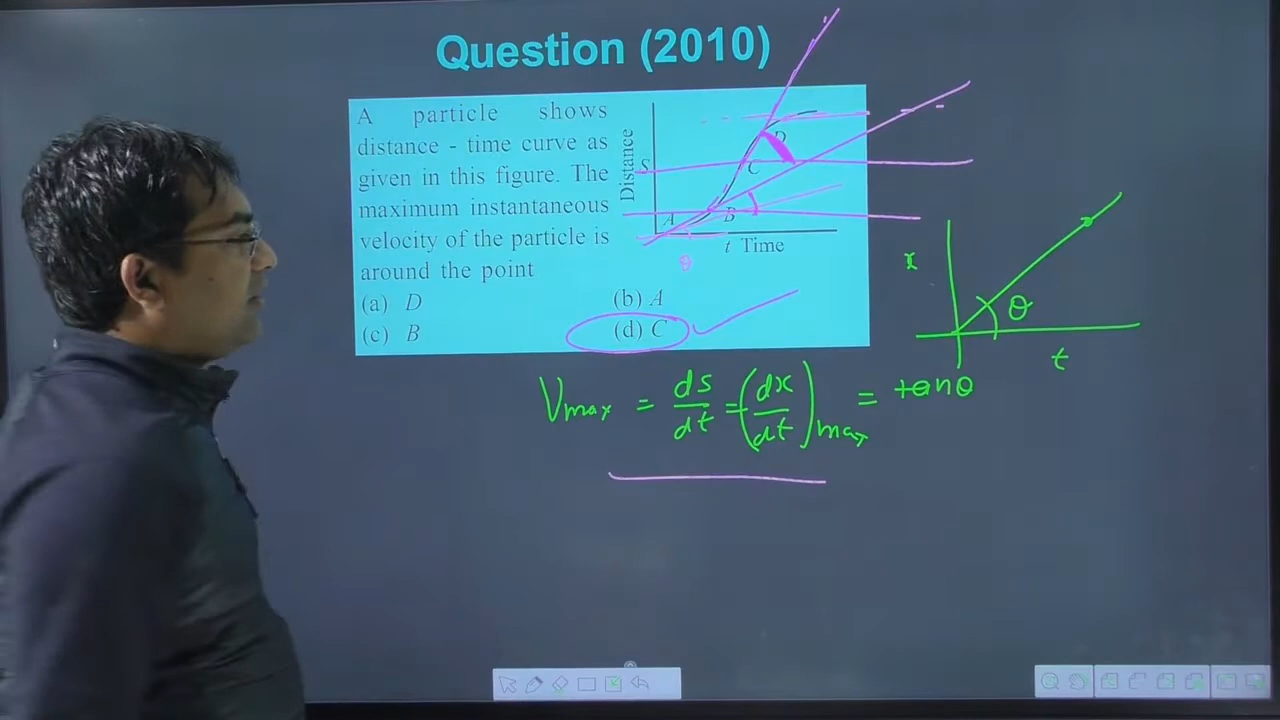 Question (2010)
A particle shows
distance - time curve as
given in this figure. The
maximum instantaneous
velocity of the particle is
around the point
(a) D
(b) A
(c) B
(d) C
Distance
S
D
C
A
B
t Time
θ
x
θ
t
Vmax = ds/dt = (dx/dt)max = tanθ